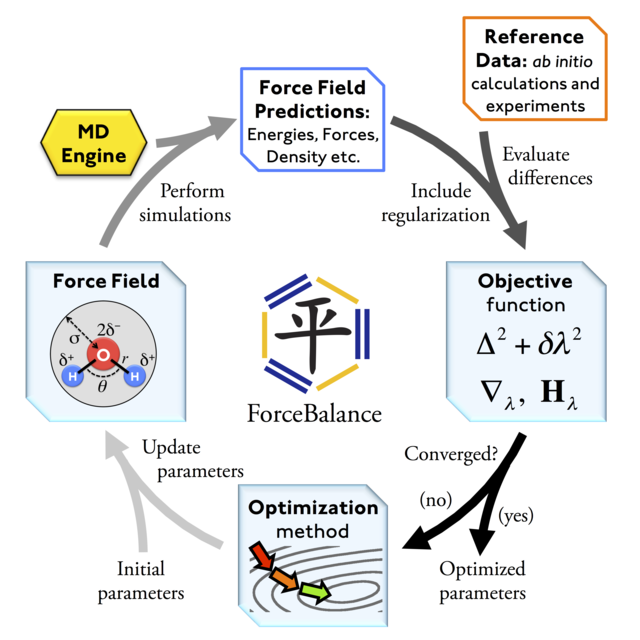 Reference
Data: ab initio
calculations and
experiments
Force Field
Predictions:
Energies, Forces,
Density etc.
MD
Engine
Perform
simulations
Include
regularization
Evaluate
differences
Force Field
σ
2δ⁻
δ⁺
δ⁺
O
r
H
H
θ
平
ForceBalance
Objective
function
Δ² + δλ²
∇λ, Hλ
Converged?
(no)
(yes)
Optimized
parameters
Optimization
method
Update
parameters
Initial
parameters